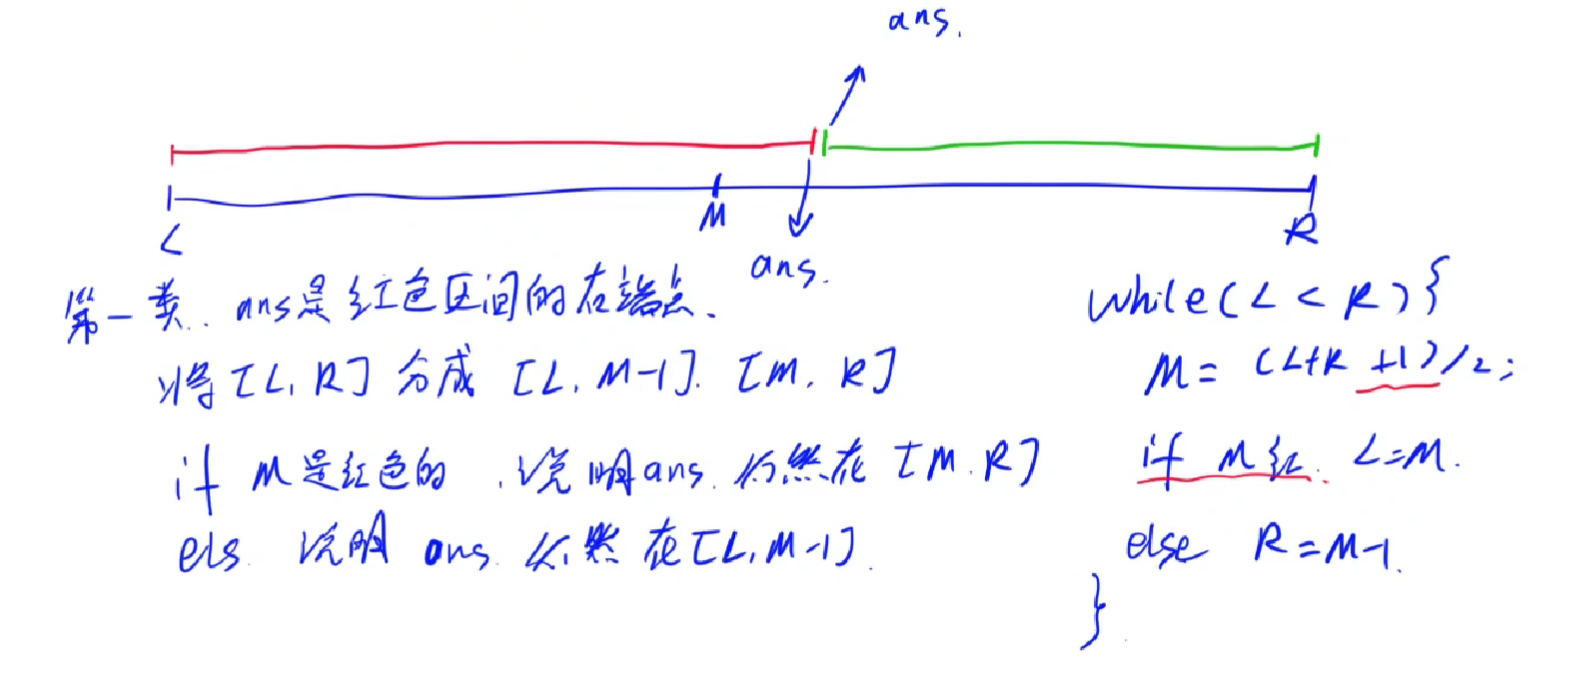 ans.
L
M
R
ans.
第一类. ans是红色区间的右端点.
将[L, R]分成 [L, M-1]. [M, R]
if M是红色的 , 说明ans 仍然在 [M. R]
els 说明 ans 仍然在[L, M-1].
while(L < R){
M = (L+R +1)/2;
if M红. L=M.
else R=M-1.
}